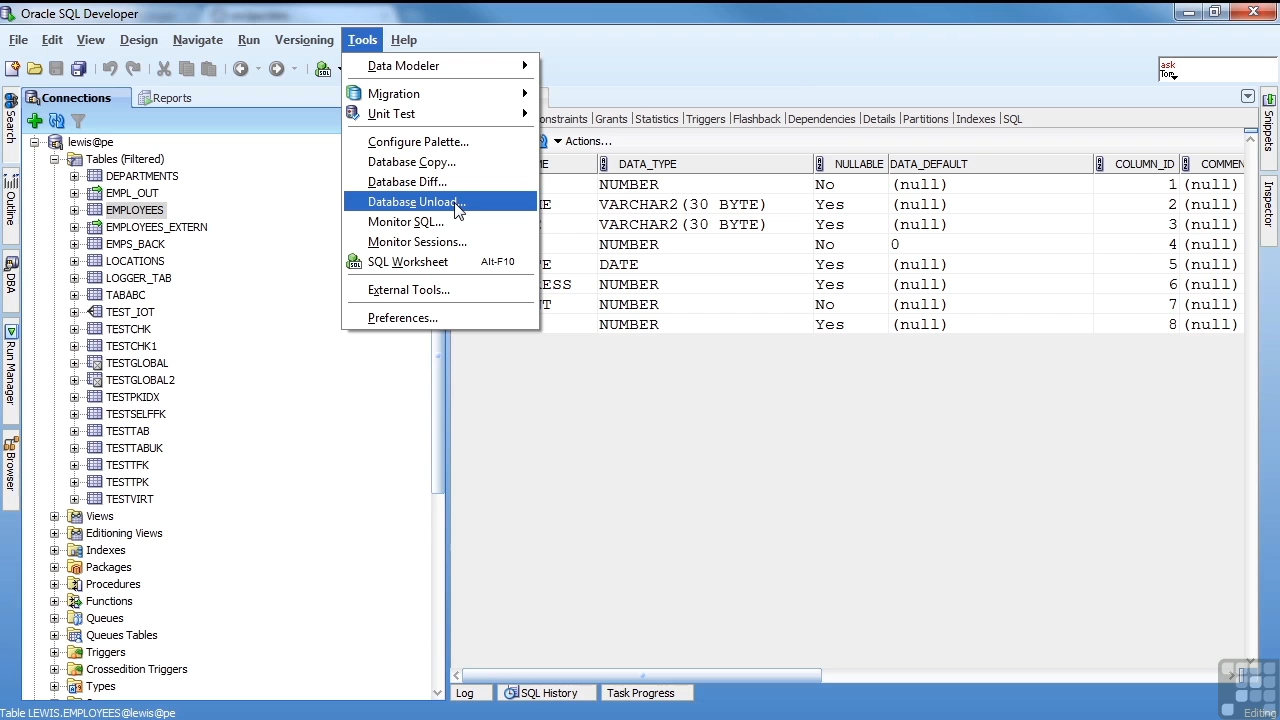 Oracle SQL Developer
File Edit View Design Navigate Run Versioning Tools Help
ask
Tom
Connections
Reports
Search
Outline
DBA
Run Manager
Browser
lewis@pe
Tables (Filtered)
DEPARTMENTS
EMPL_OUT
EMPLOYEES
EMPLOYEES_EXTERN
EMPS_BACK
LOCATIONS
LOGGER_TAB
TABABC
TEST_IOT
TESTCHK
TESTCHK1
TESTGLOBAL
TESTGLOBAL2
TESTPKIDX
TESTSELFFK
TESTTAB
TESTTABUK
TESTTFK
TESTTPK
TESTVIRT
Views
Editioning Views
Indexes
Packages
Procedures
Functions
Queues
Queues Tables
Triggers
Crossedition Triggers
Types
Data Modeler
Migration
Unit Test
Configure Palette...
Database Copy...
Database Diff...
Database Unload...
Monitor SQL...
Monitor Sessions...
SQL Worksheet Alt-F10
External Tools...
Preferences...
onstraints Grants Statistics Triggers Flashback Dependencies Details Partitions Indexes SQL
Actions...
ME DATA_TYPE NULLABLE DATA_DEFAULT COLUMN_ID COMMEN
NUMBER No (null) 1 (null)
E VARCHAR2(30 BYTE) Yes (null) 2 (null)
VARCHAR2(30 BYTE) Yes (null) 3 (null)
NUMBER No 0 4 (null)
PE DATE Yes (null) 5 (null)
RESS NUMBER Yes (null) 6 (null)
T NUMBER No (null) 7 (null)
NUMBER Yes (null) 8 (null)
Snippets
Inspector
Log
SQL History
Task Progress
Table LEWIS.EMPLOYEES@lewis@pe
Editing